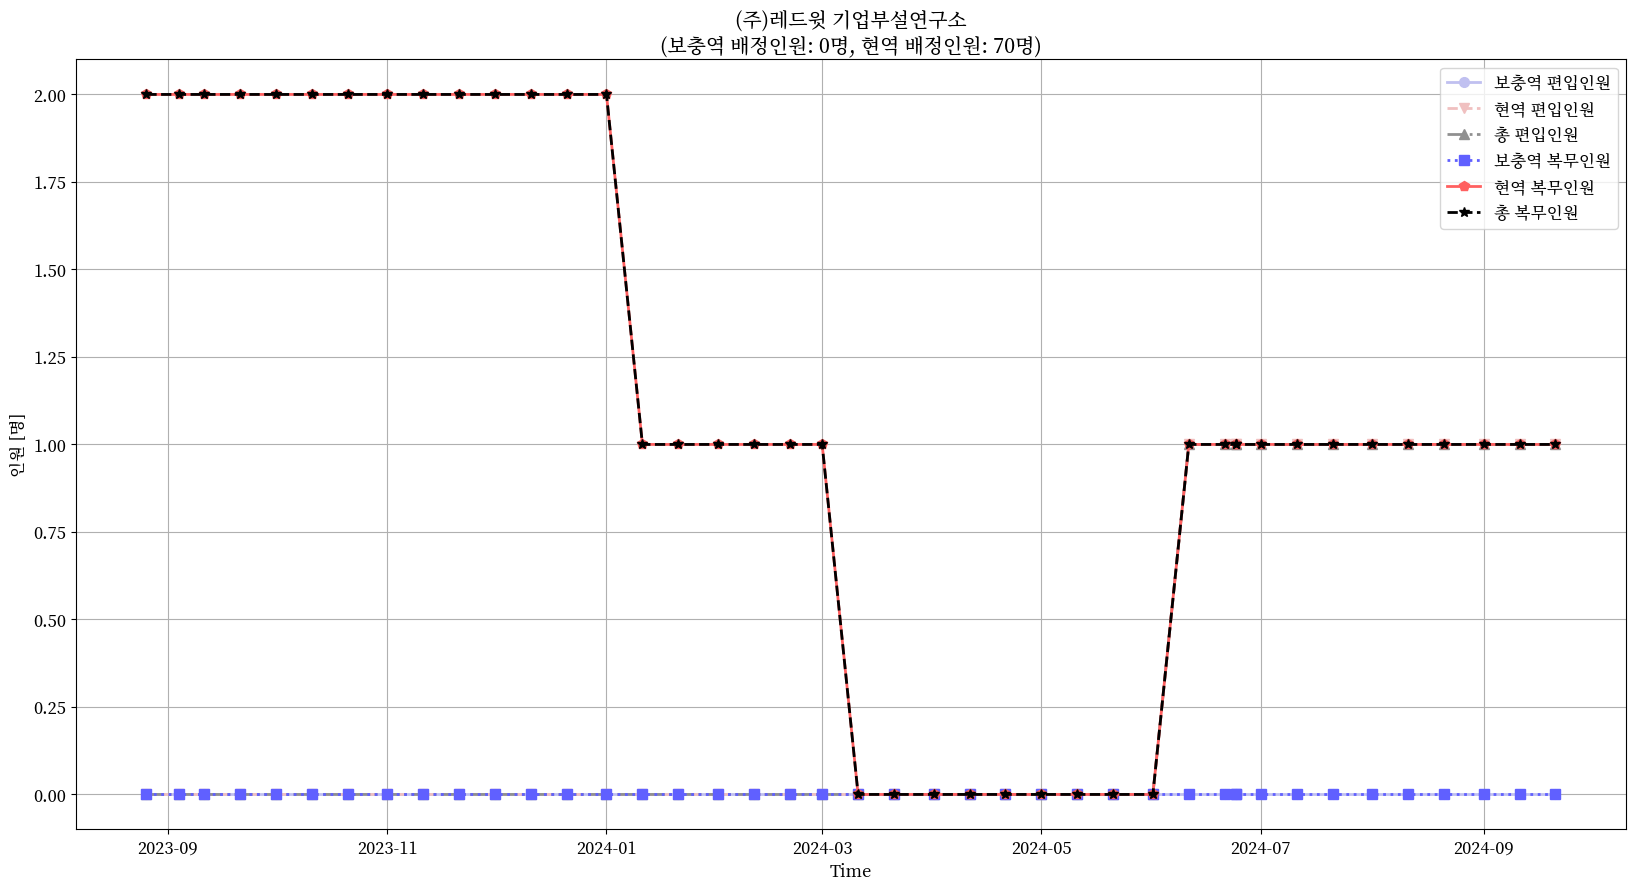 (주)레드윗 기업부설연구소
(보충역 배정인원: 0명, 현역 배정인원: 70명)
보충역 편입인원
현역 편입인원
총 편입인원
보충역 복무인원
현역 복무인원
총 복무인원
인원 [명]
2.00
1.75
1.50
1.25
1.00
0.75
0.50
0.25
0.00
2023-09 2023-11 2024-01 2024-03 2024-05 2024-07 2024-09
Time